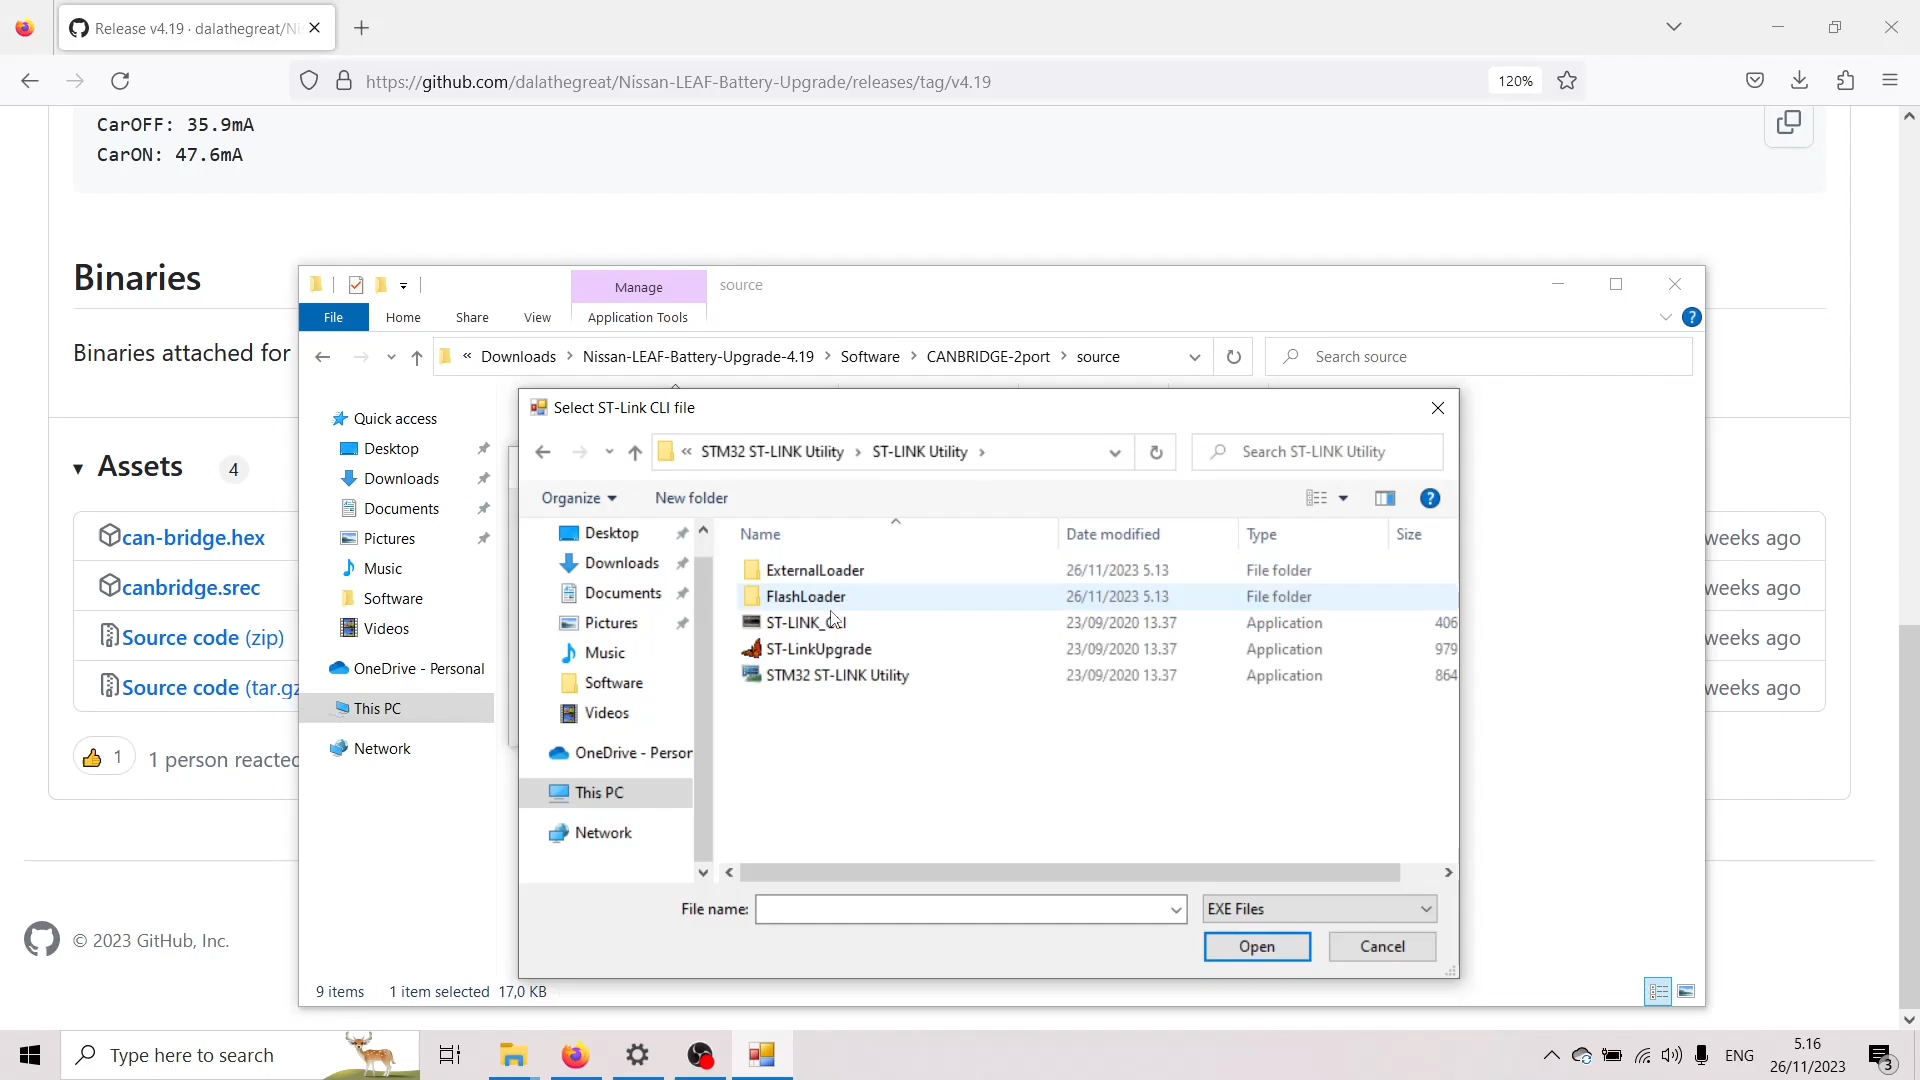 Release v4.19 · dalathegreat/Ni
https://github.com/dalathegreat/Nissan-LEAF-Battery-Upgrade/releases/tag/v4.19
120%
CarOFF: 35.9mA
CarON: 47.6mA
Binaries
Binaries attached for
Assets 4
can-bridge.hex
weeks ago
canbridge.srec
weeks ago
Source code (zip)
weeks ago
Source code (tar.gz
weeks ago
1
1 person reacted
© 2023 GitHub, Inc.
Manage
source
File
Home
Share
View
Application Tools
« Downloads > Nissan-LEAF-Battery-Upgrade-4.19 > Software > CANBRIDGE-2port > source
Search source
Quick access
Desktop
Downloads
Documents
Pictures
Music
Software
Videos
OneDrive - Personal
This PC
Network
9 items
1 item selected 17,0 KB
Select ST-Link CLI file
« STM32 ST-LINK Utility > ST-LINK Utility >
Search ST-LINK Utility
Organize
New folder
Desktop
Downloads
Documents
Pictures
Music
Software
Videos
OneDrive - Person
This PC
Network
Name
Date modified
Type
Size
ExternalLoader 26/11/2023 5.13 File folder
FlashLoader 26/11/2023 5.13 File folder
ST-LINK_CLI 23/09/2020 13.37 Application 406
ST-LinkUpgrade 23/09/2020 13.37 Application 979
STM32 ST-LINK Utility 23/09/2020 13.37 Application 864
File name:
EXE Files
Open
Cancel
Type here to search
ENG
5.16
26/11/2023
3